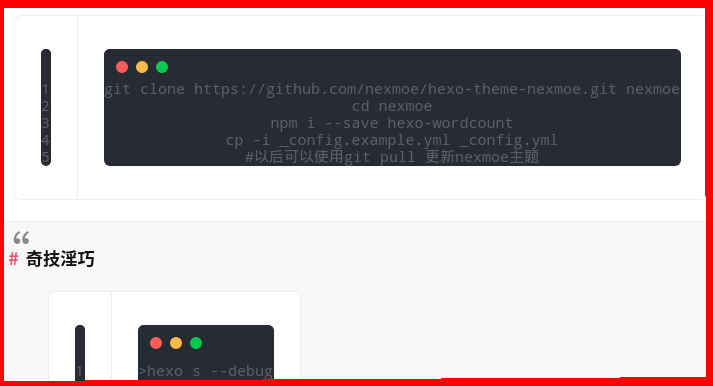 1 git clone https://github.com/nexmoe/hexo-theme-nexmoe.git nexmoe
2 cd nexmoe
3 npm i --save hexo-wordcount
4 cp -i _config.example.yml _config.yml
5 #以后可以使用git pull 更新nexmoe主题
“
# 奇技淫巧
1 >hexo s --debug